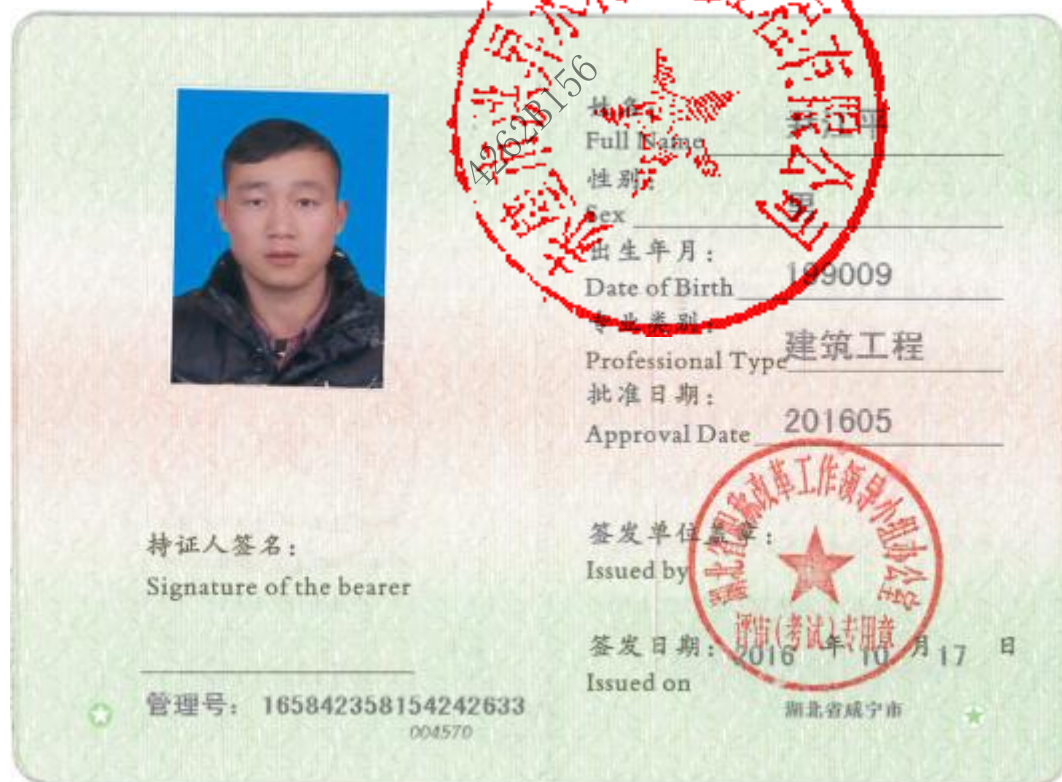 4262B156
姓名:
Full Name 平
性别:
Sex 男
出生年月:
Date of Birth 199009
专业类别:
Professional Type 建筑工程
批准日期:
Approval Date 201605
湖北省职称改革工作领导小组办公室
评审(考试)专用章
持证人签名:
Signature of the bearer
签发单位盖章:
Issued by
签发日期: 2016 年 10 月 17 日
Issued on
管理号: 165842358154242633
004570
湖北省咸宁市